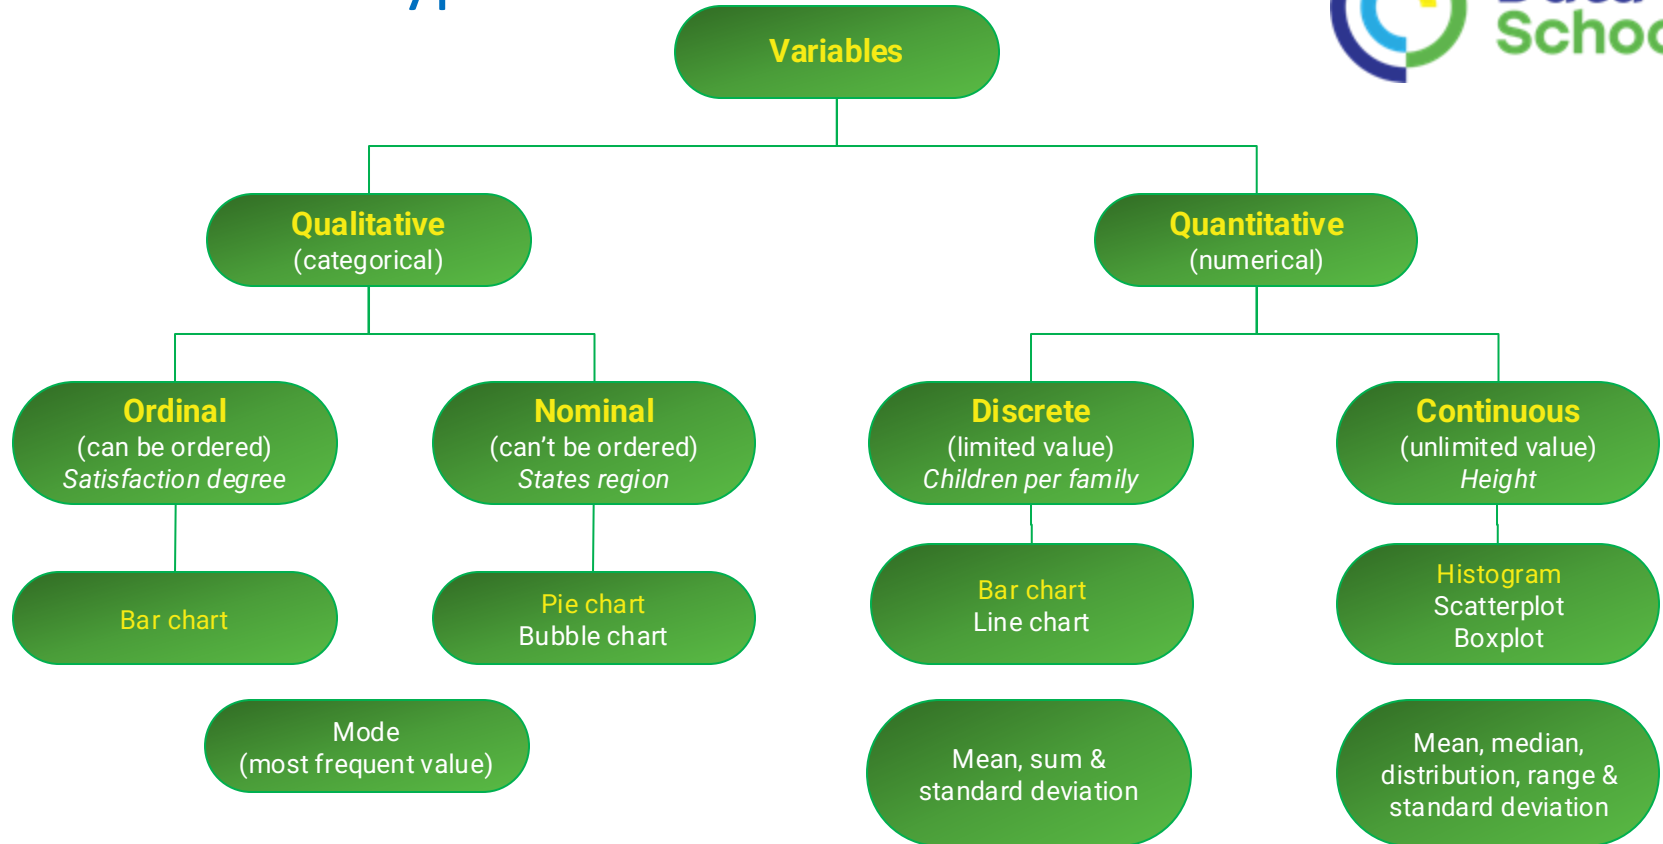 Schoo
Variables
Qualitative
(categorical)
Quantitative
(numerical)
Ordinal
(can be ordered)
Satisfaction degree
Nominal
(can't be ordered)
States region
Discrete
(limited value)
Children per family
Continuous
(unlimited value)
Height
Bar chart
Pie chart
Bubble chart
Bar chart
Line chart
Histogram
Scatterplot
Boxplot
Mode
(most frequent value)
Mean, sum &
standard deviation
Mean, median,
distribution, range &
standard deviation